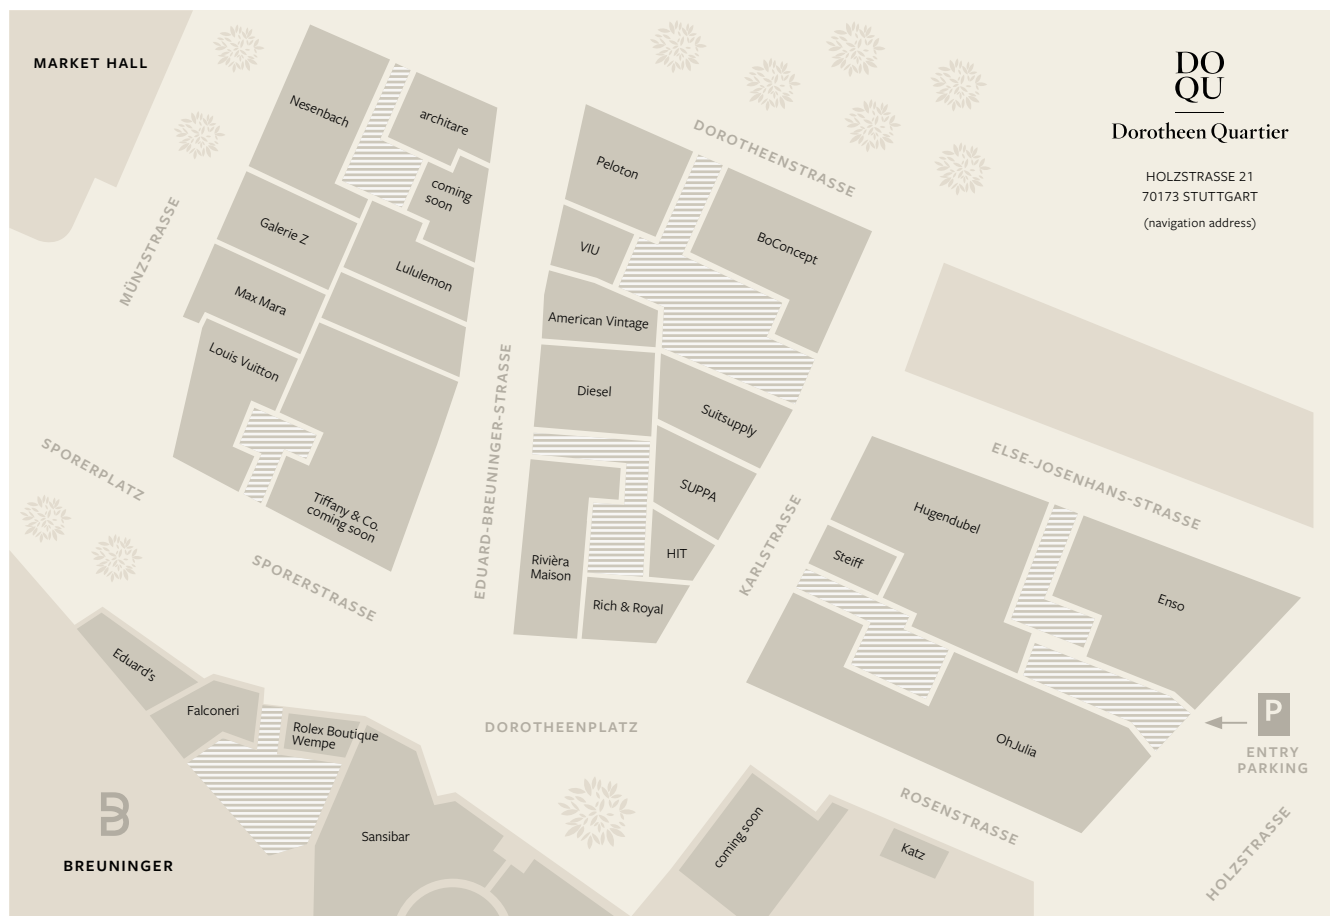 MARKET HALL
DO
QU
Dorotheen Quartier
HOLZSTRASSE 21
70173 STUTTGART
(navigation address)
Nesenbach
architare
coming
soon
Galerie Z
Lululemon
Max Mara
Louis Vuitton
Tiffany & Co.
coming soon
MÜNZSTRASSE
SPORERPLATZ
SPORERSTRASSE
EDUARD-BREUNINGER-STRASSE
DOROTHEENSTRASSE
Peloton
BoConcept
VIU
American Vintage
Diesel
Suitsupply
SUPPA
HIT
Rivièra
Maison
Rich & Royal
KARLSTRASSE
ELSE-JOSENHANS-STRASSE
Hugendubel
Steiff
Enso
OhJulia
P
ENTRY
PARKING
ROSENSTRASSE
HOLZSTRASSE
DOROTHEENPLATZ
Eduard's
Falconeri
Rolex Boutique
Wempe
Sansibar
coming soon
Katz
B
BREUNINGER